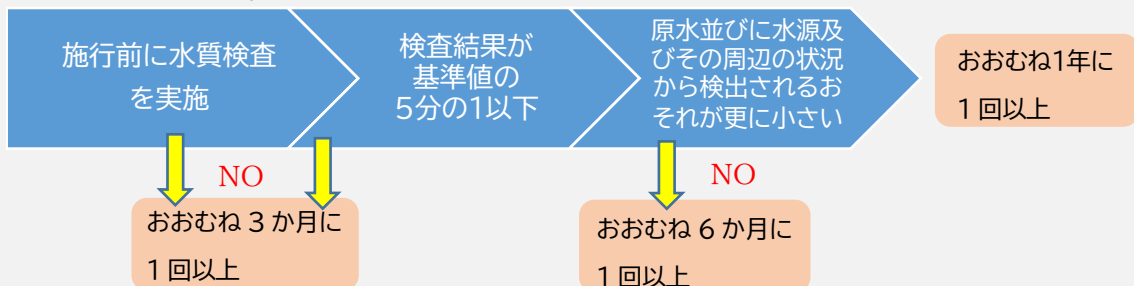 施行前に水質検査
を実施
検査結果が
基準値の
5分の1以下
原水並びに水源及
びその周辺の状況
から検出されるお
それが更に小さい
おおむね1年に
1回以上
NO
おおむね3か月に
1回以上
NO
おおむね6か月に
1回以上